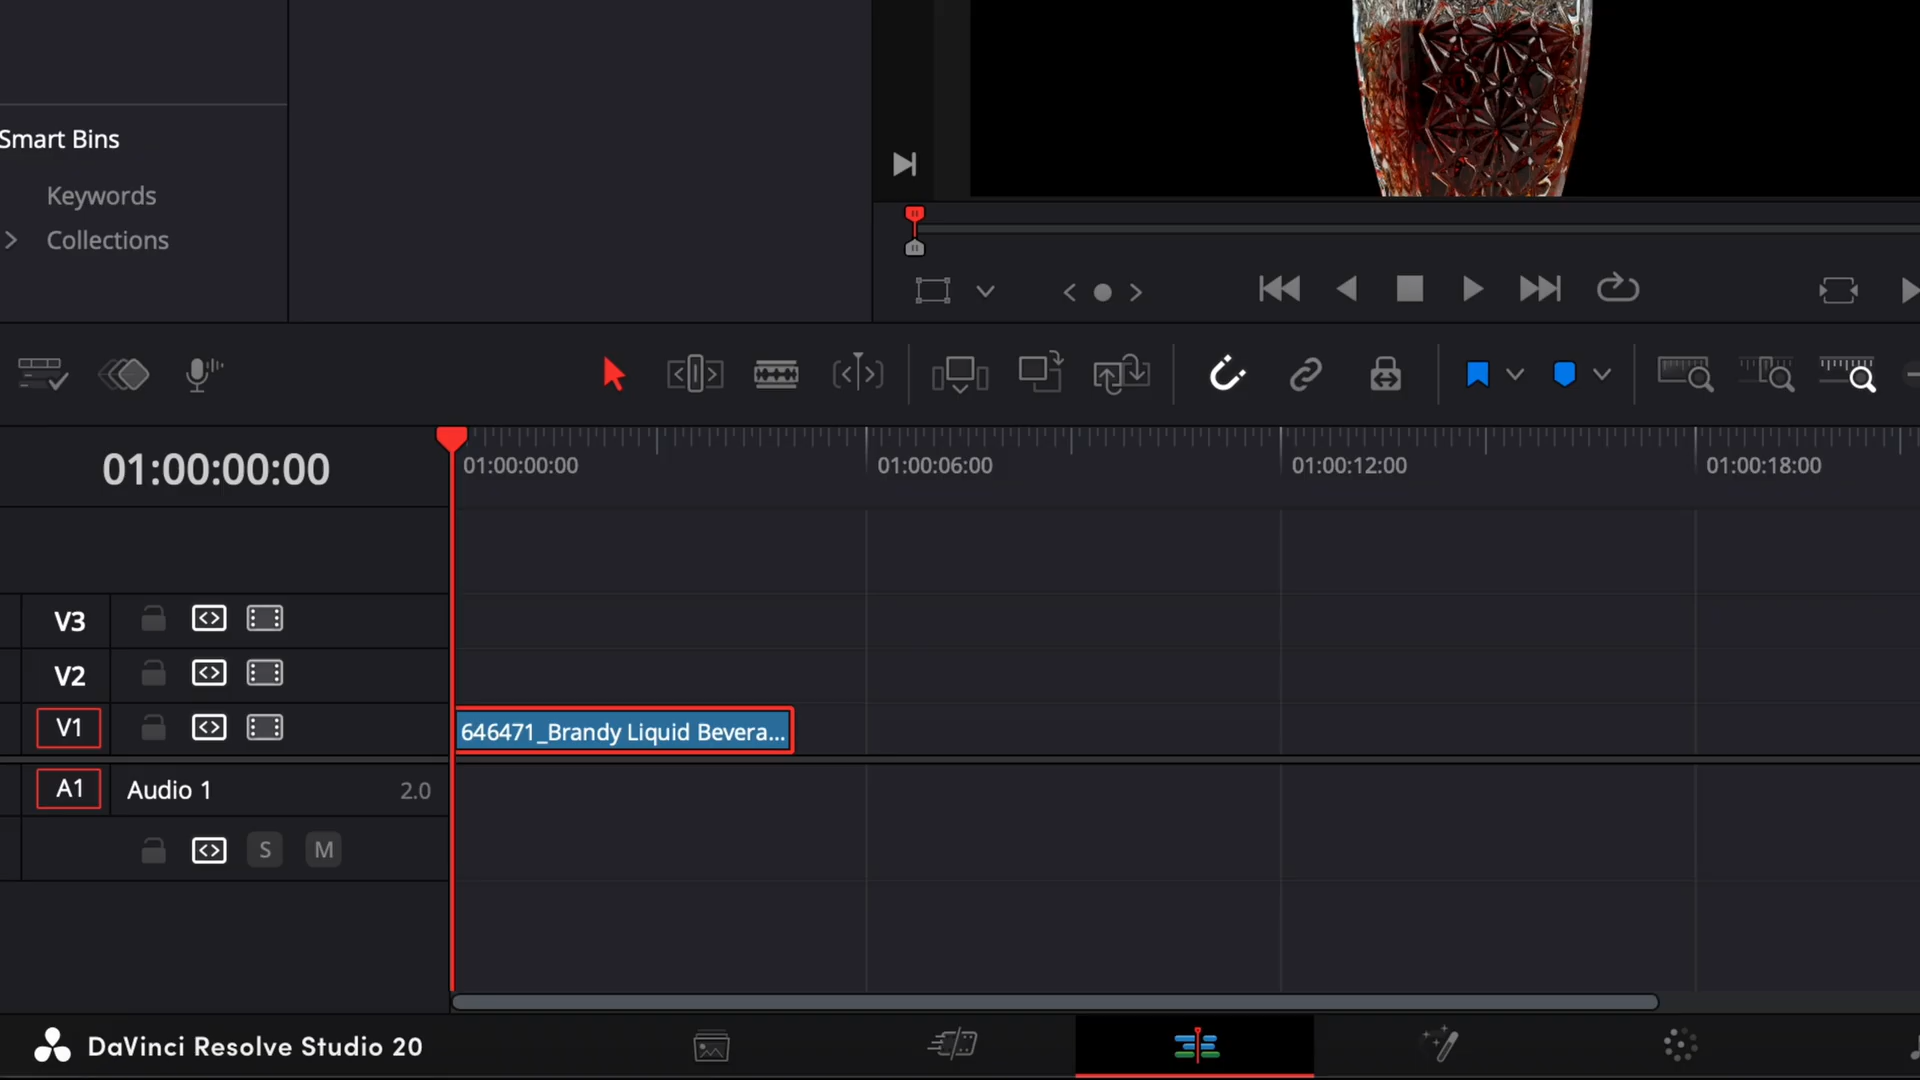 Smart Bins
Keywords
Collections
01:00:00:00
01:00:00:00
01:00:06:00
01:00:12:00
01:00:18:00
V3
V2
V1
646471_Brandy Liquid Bevera...
A1
Audio 1
2.0
S
M
DaVinci Resolve Studio 20